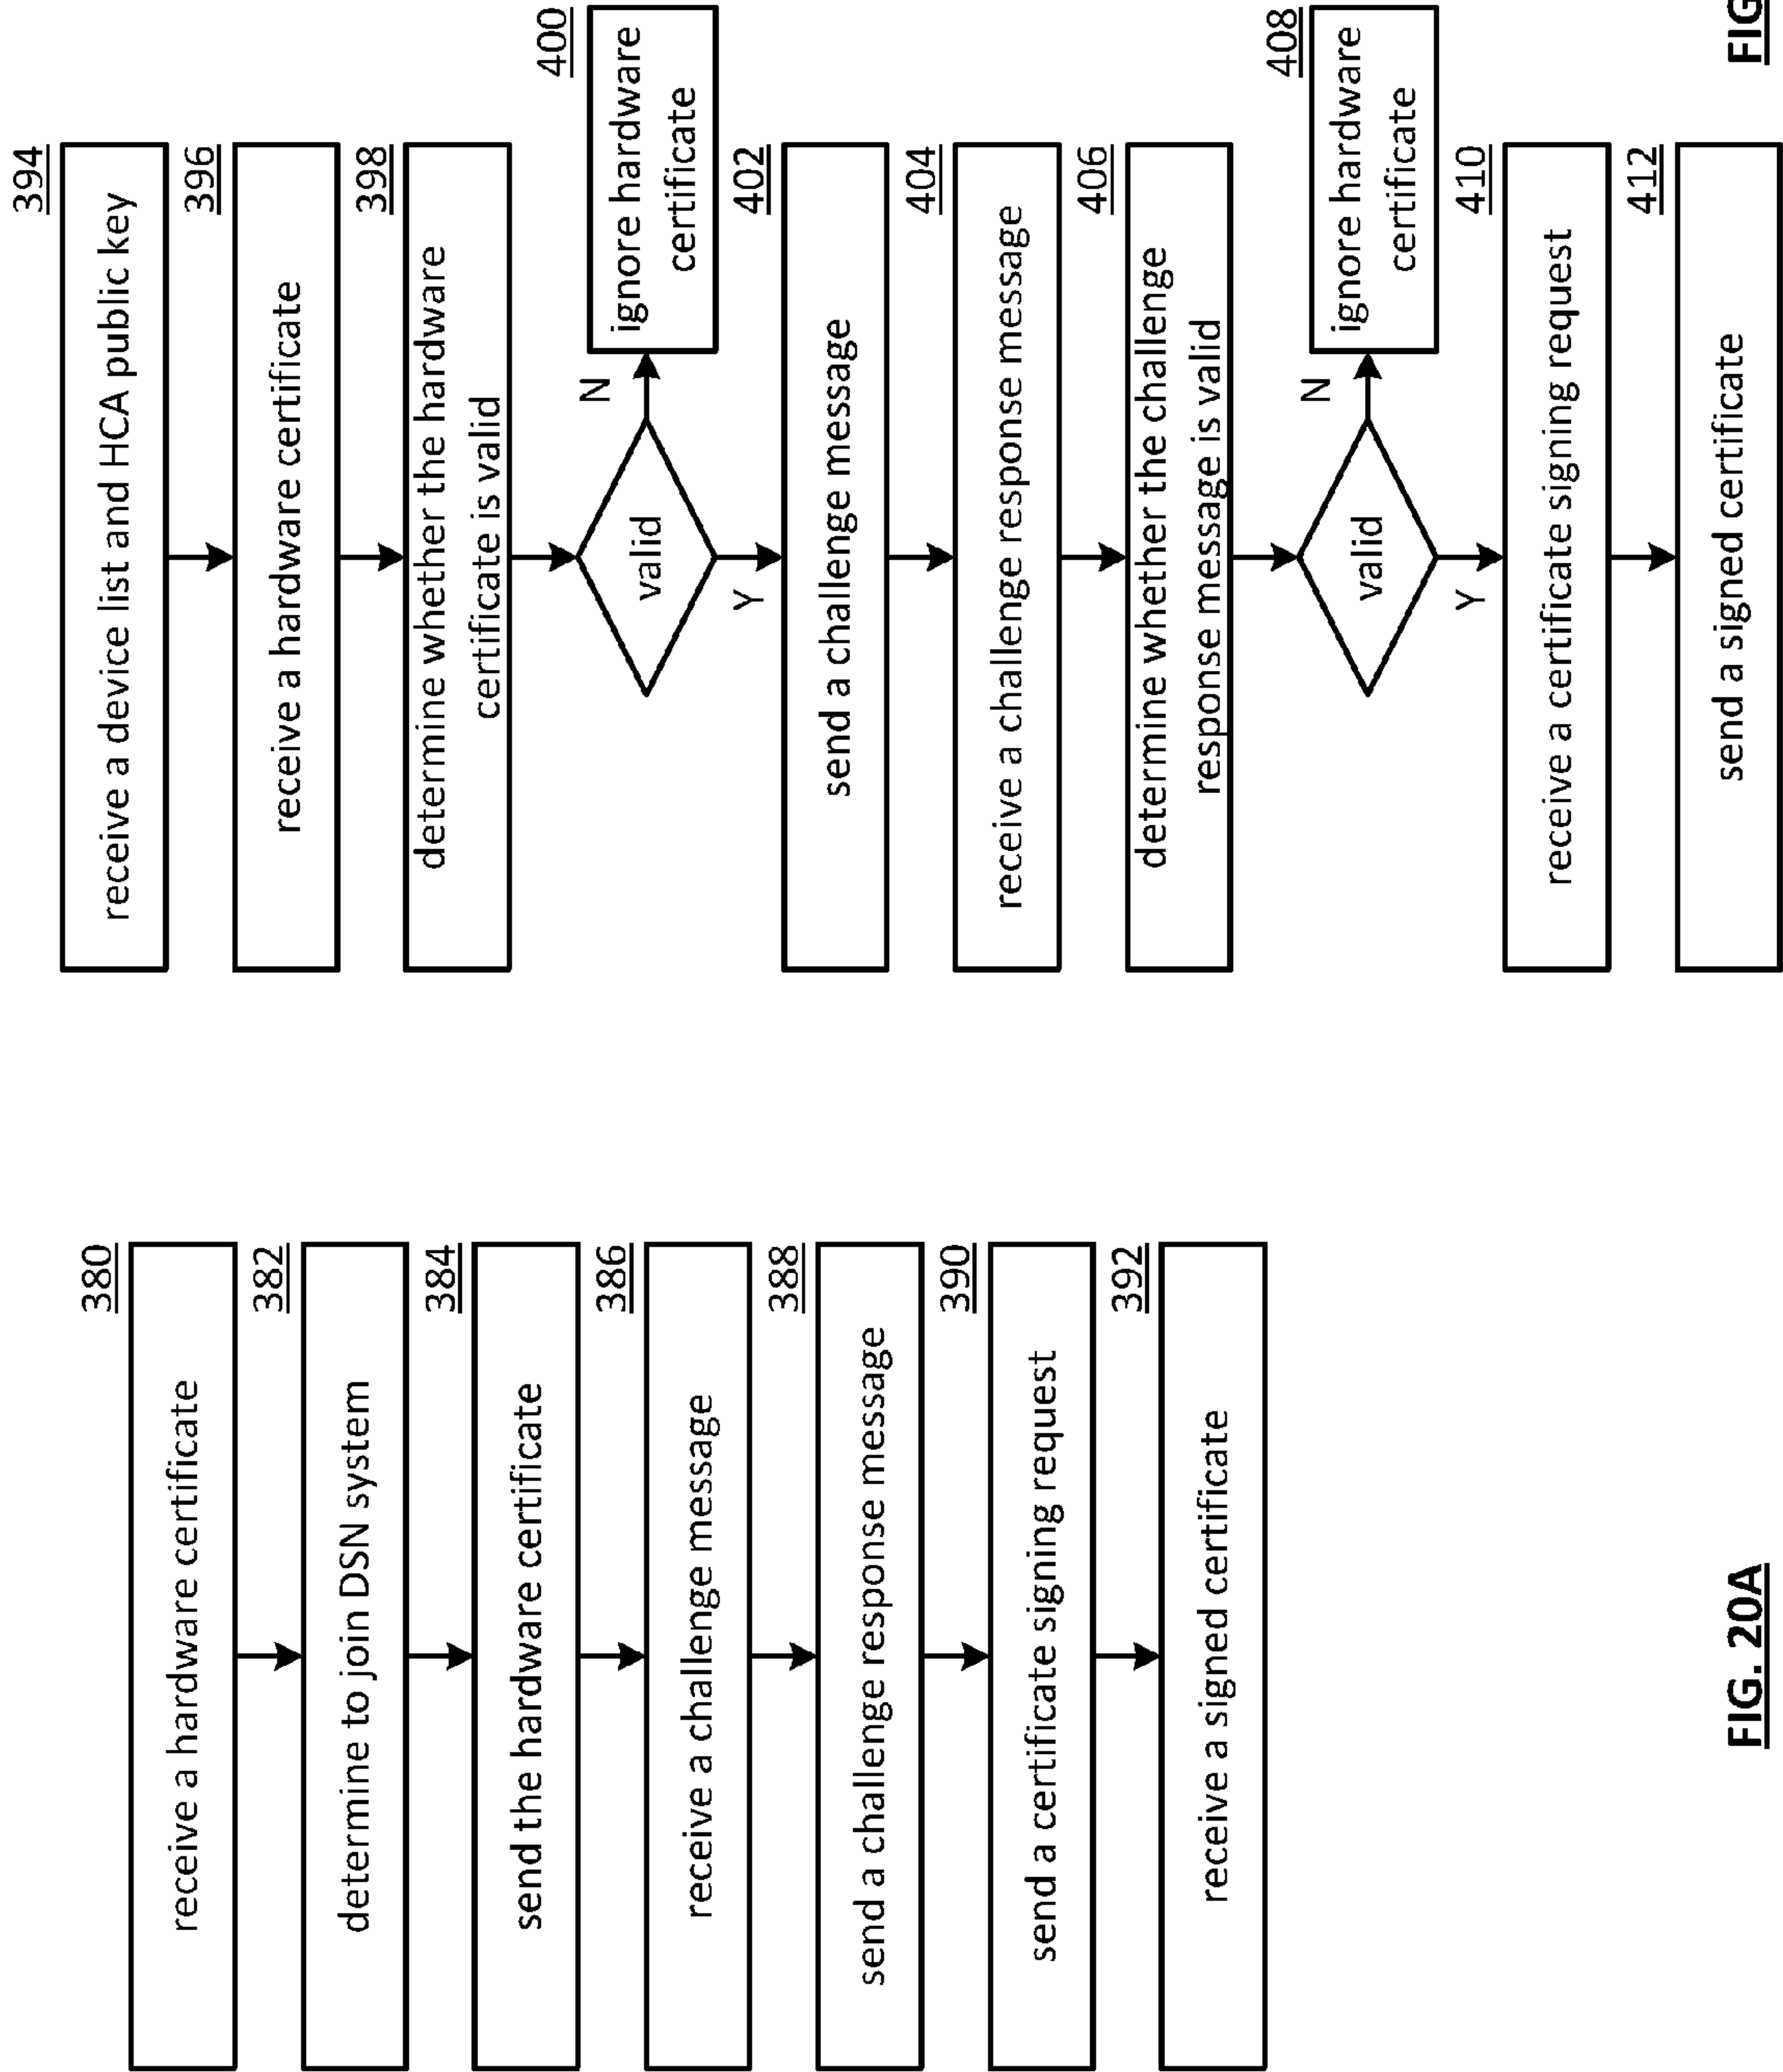 380
receive a hardware certificate
382
determine to join DSN system
384
send the hardware certificate
386
receive a challenge message
388
send a challenge response message
390
send a certificate signing request
392
receive a signed certificate
FIG. 20A
394
receive a device list and HCA public key
396
receive a hardware certificate
398
determine whether the hardware
certificate is valid
valid
N
400
ignore hardware
certificate
Y
402
send a challenge message
404
receive a challenge response message
406
determine whether the challenge
response message is valid
valid
N
408
ignore hardware
certificate
Y
410
receive a certificate signing request
412
send a signed certificate
FIG